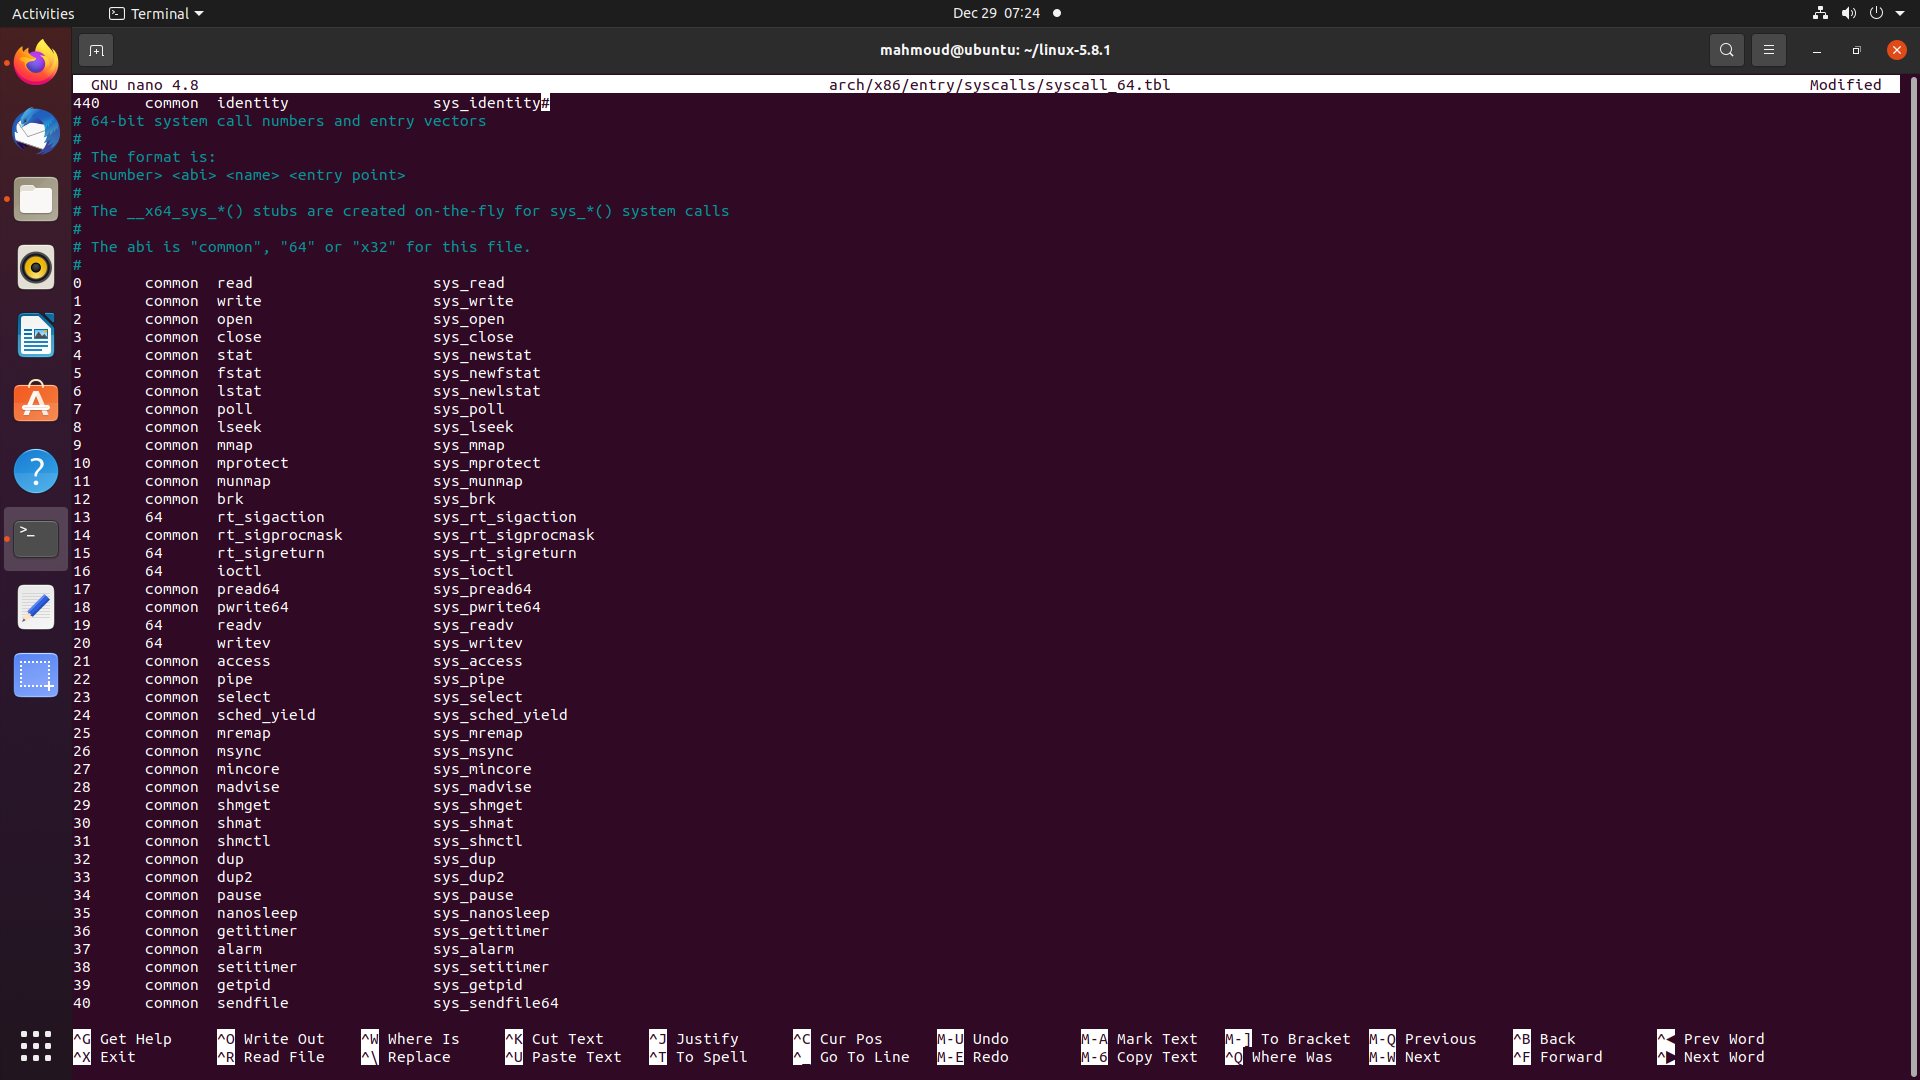 Activities Terminal Dec 29 07:24
mahmoud@ubuntu: ~/linux-5.8.1
GNU nano 4.8 arch/x86/entry/syscalls/syscall_64.tbl Modified
440 common identity sys_identity#
# 64-bit system call numbers and entry vectors
#
# The format is:
# <number> <abi> <name> <entry point>
#
# The __x64_sys_*() stubs are created on-the-fly for sys_*() system calls
#
# The abi is "common", "64" or "x32" for this file.
#
0 common read sys_read
1 common write sys_write
2 common open sys_open
3 common close sys_close
4 common stat sys_newstat
5 common fstat sys_newfstat
6 common lstat sys_newlstat
7 common poll sys_poll
8 common lseek sys_lseek
9 common mmap sys_mmap
10 common mprotect sys_mprotect
11 common munmap sys_munmap
12 common brk sys_brk
13 64 rt_sigaction sys_rt_sigaction
14 common rt_sigprocmask sys_rt_sigprocmask
15 64 rt_sigreturn sys_rt_sigreturn
16 64 ioctl sys_ioctl
17 common pread64 sys_pread64
18 common pwrite64 sys_pwrite64
19 64 readv sys_readv
20 64 writev sys_writev
21 common access sys_access
22 common pipe sys_pipe
23 common select sys_select
24 common sched_yield sys_sched_yield
25 common mremap sys_mremap
26 common msync sys_msync
27 common mincore sys_mincore
28 common madvise sys_madvise
29 common shmget sys_shmget
30 common shmat sys_shmat
31 common shmctl sys_shmctl
32 common dup sys_dup
33 common dup2 sys_dup2
34 common pause sys_pause
35 common nanosleep sys_nanosleep
36 common getitimer sys_getitimer
37 common alarm sys_alarm
38 common setitimer sys_setitimer
39 common getpid sys_getpid
40 common sendfile sys_sendfile64
^G Get Help ^O Write Out ^W Where Is ^K Cut Text ^J Justify ^C Cur Pos M-U Undo M-A Mark Text M-] To Bracket M-Q Previous ^B Back ^◀ Prev Word
^X Exit ^R Read File ^\ Replace ^U Paste Text ^T To Spell ^_ Go To Line M-E Redo M-6 Copy Text ^Q Where Was M-W Next ^F Forward ^▶ Next Word